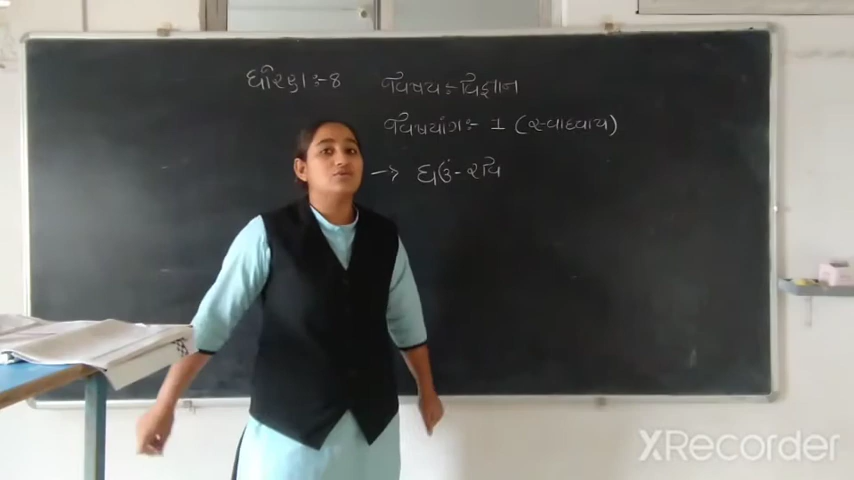 ધોરણ :- 8 વિષય :- વિજ્ઞાન
વિષયાંગ :- 1 (સ્વાધ્યાય)
→ ઘઉં - રવિ
XRECORDER